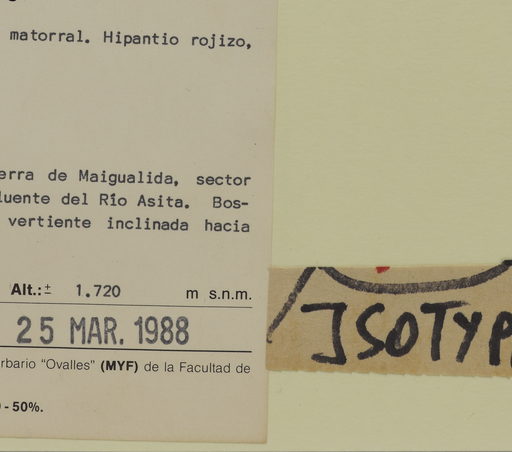 matorral. Hipantio rojizo,
erra de Maigualida, sector
luente del Río Asita. Bos-
vertiente inclinada hacia
Alt.:± 1.720 m s.n.m.
25 MAR. 1988
rbario "Ovalles" (MYF) de la Facultad de
- 50%.
ISOTYP